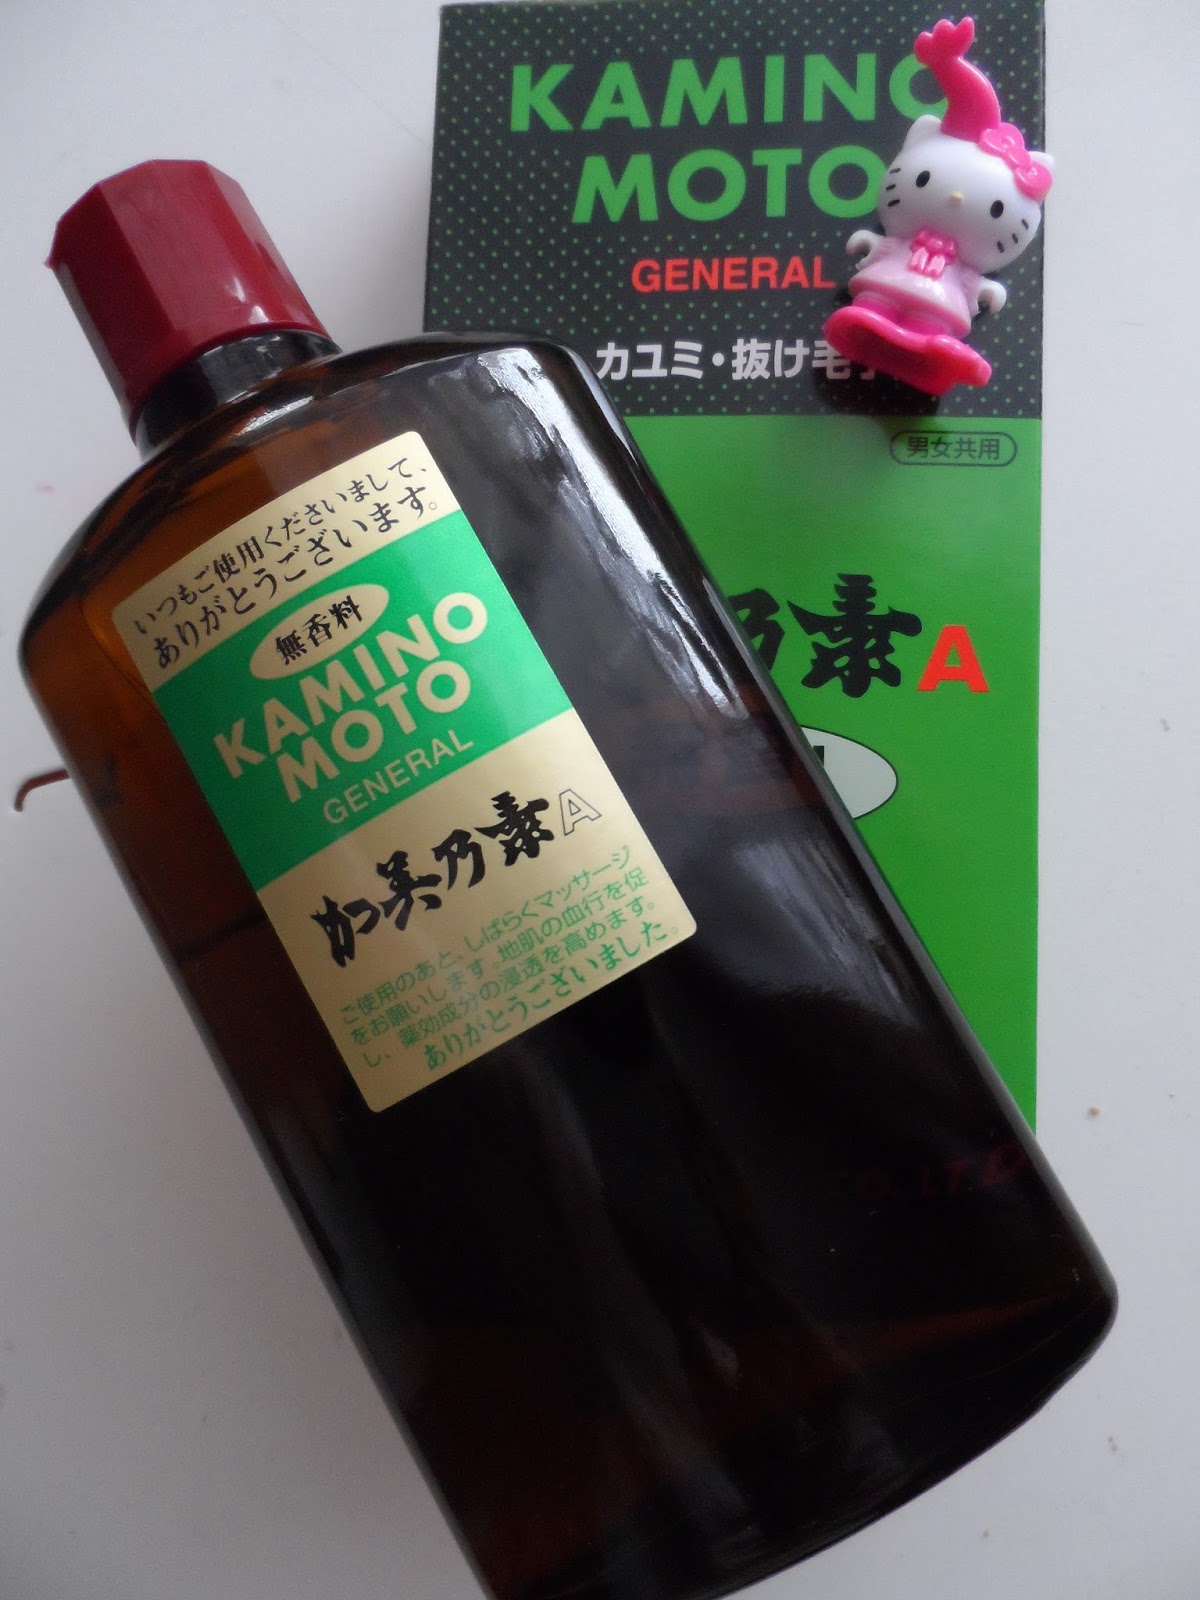 KAMINO
MOTO
GENERAL
カユミ・抜け毛
男女共用
乃素A
いつもご使用くださいまして、
ありがとうございます。
無香料
KAMINO
MOTO
GENERAL
加美乃素A
ご使用のあと、しばらくマッサージ
をお願いします。地肌の血行を促
し、薬効成分の浸透を高めます。
ありがとうございました。
CO.,LTD